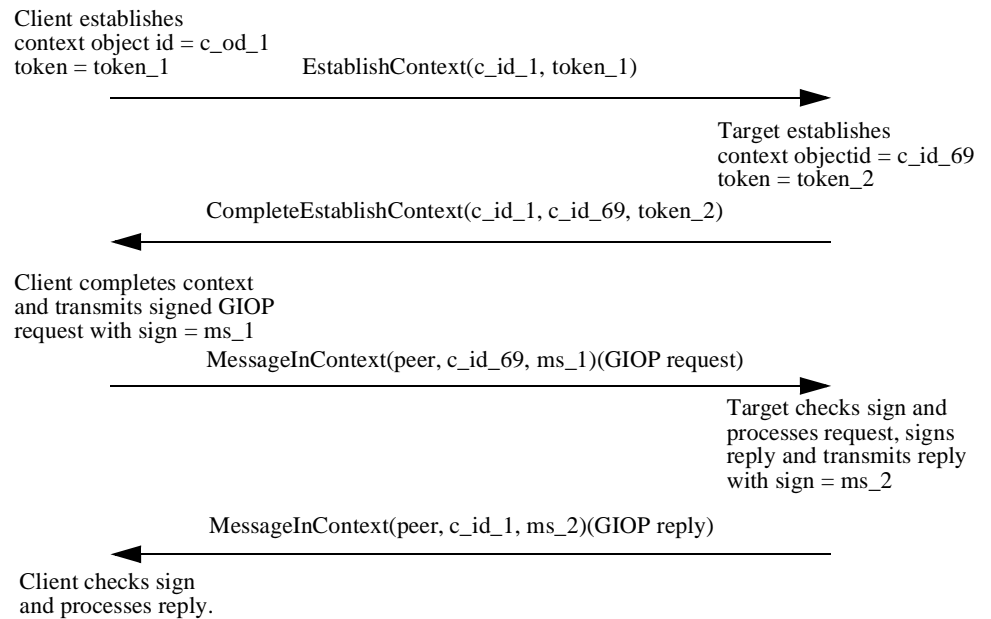 Client establishes
context object id = c_od_1
token = token_1
EstablishContext(c_id_1, token_1)
Target establishes
context objectid = c_id_69
token = token_2
CompleteEstablishContext(c_id_1, c_id_69, token_2)
Client completes context
and transmits signed GIOP
request with sign = ms_1
MessageInContext(peer, c_id_69, ms_1)(GIOP request)
Target checks sign and
processes request, signs
reply and transmits reply
with sign = ms_2
MessageInContext(peer, c_id_1, ms_2)(GIOP reply)
Client checks sign
and processes reply.